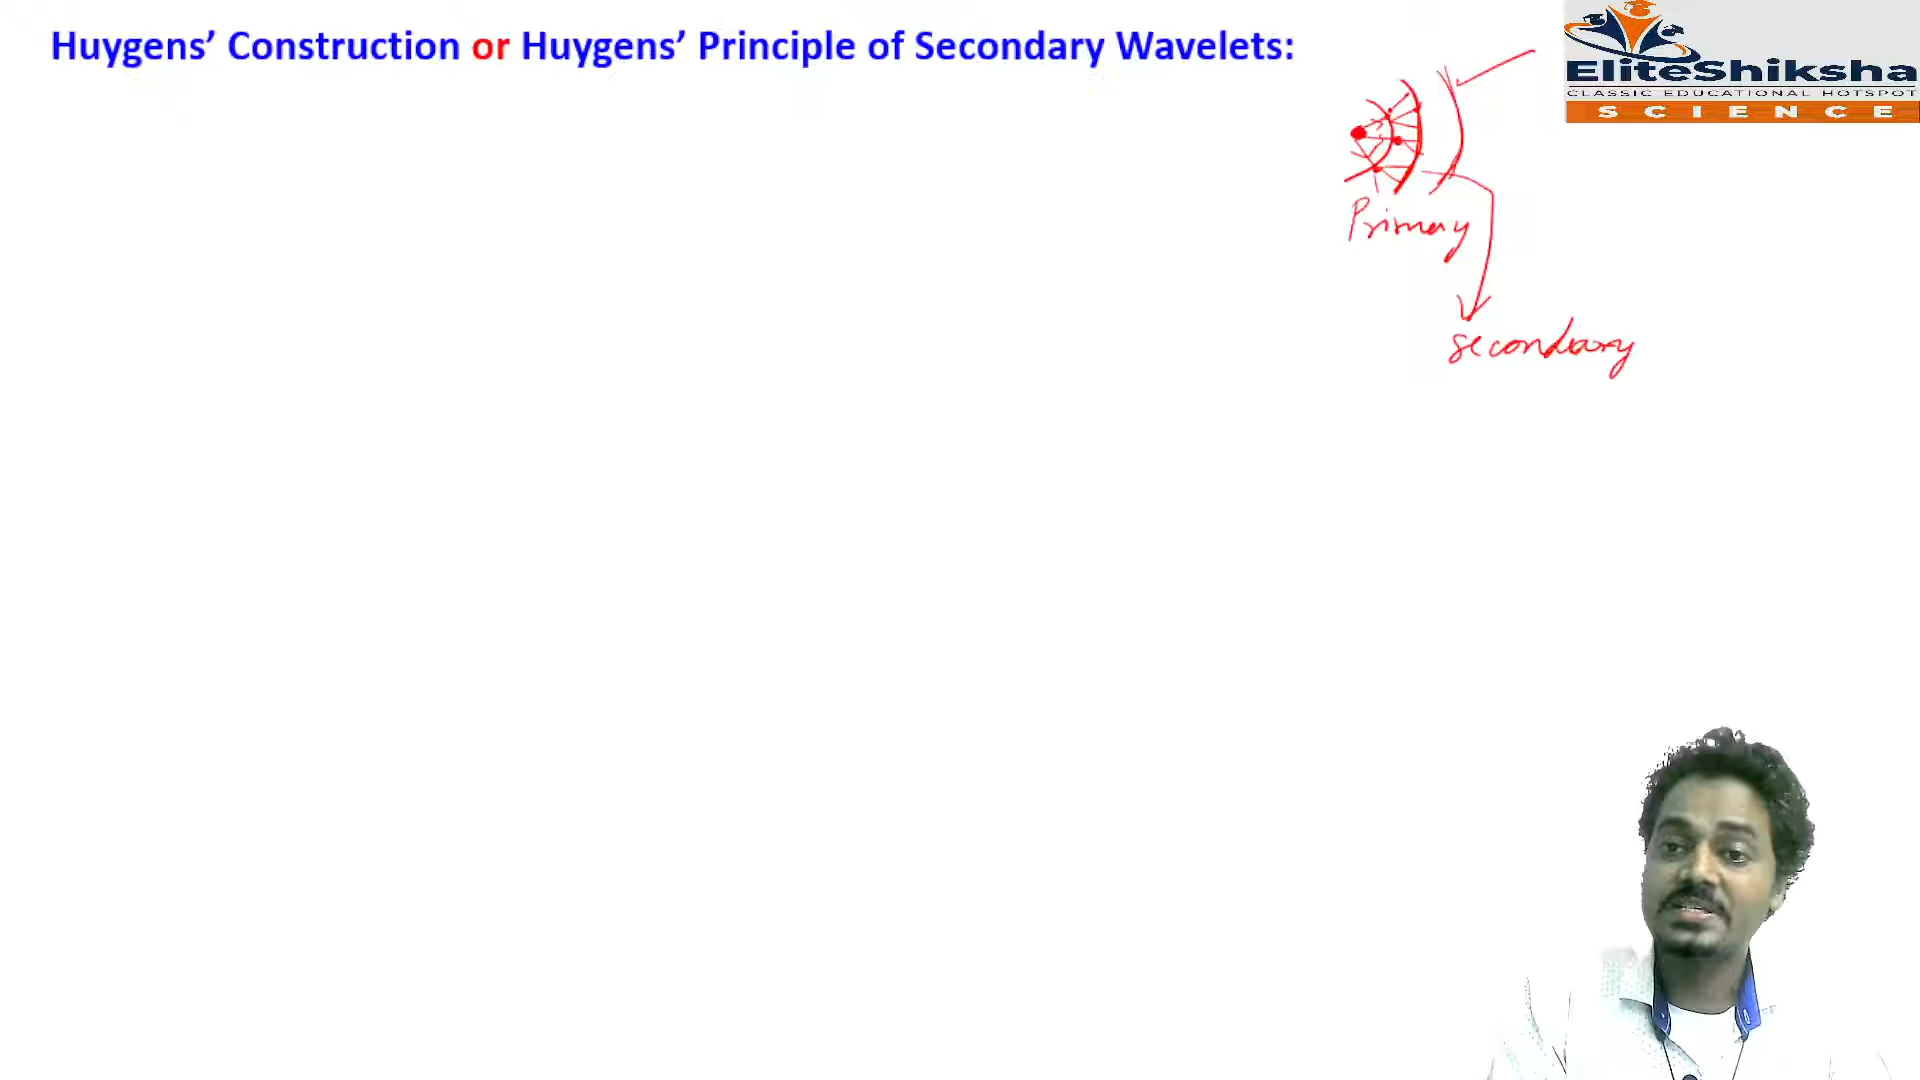 Huygens’ Construction or Huygens’ Principle of Secondary Wavelets:
EliteShiksha
CLASSIC EDUCATIONAL HOTSPOT
SCIENCE
Primary
secondary